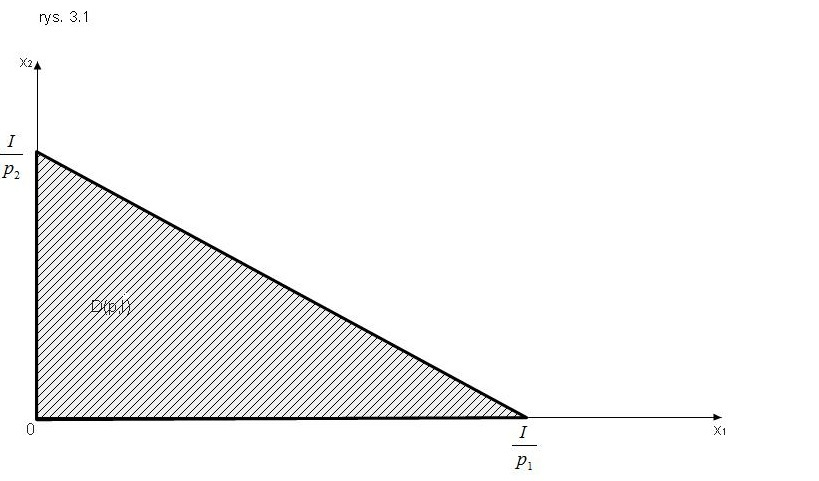 rys. 3.1
x₂
I
p₂
D(p,I)
0
I
p₁
x₁